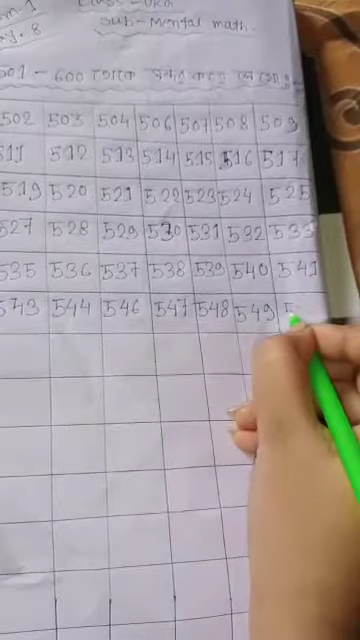 Sub- Mental math.
501 - 600
502 503 504 506 507 508 509
511 512 513 514 515 516 517
519 520 521 522 523 524 525
527 528 529 530 531 532 533
535 536 537 538 539 540 541
543 544 546 547 548 549 5